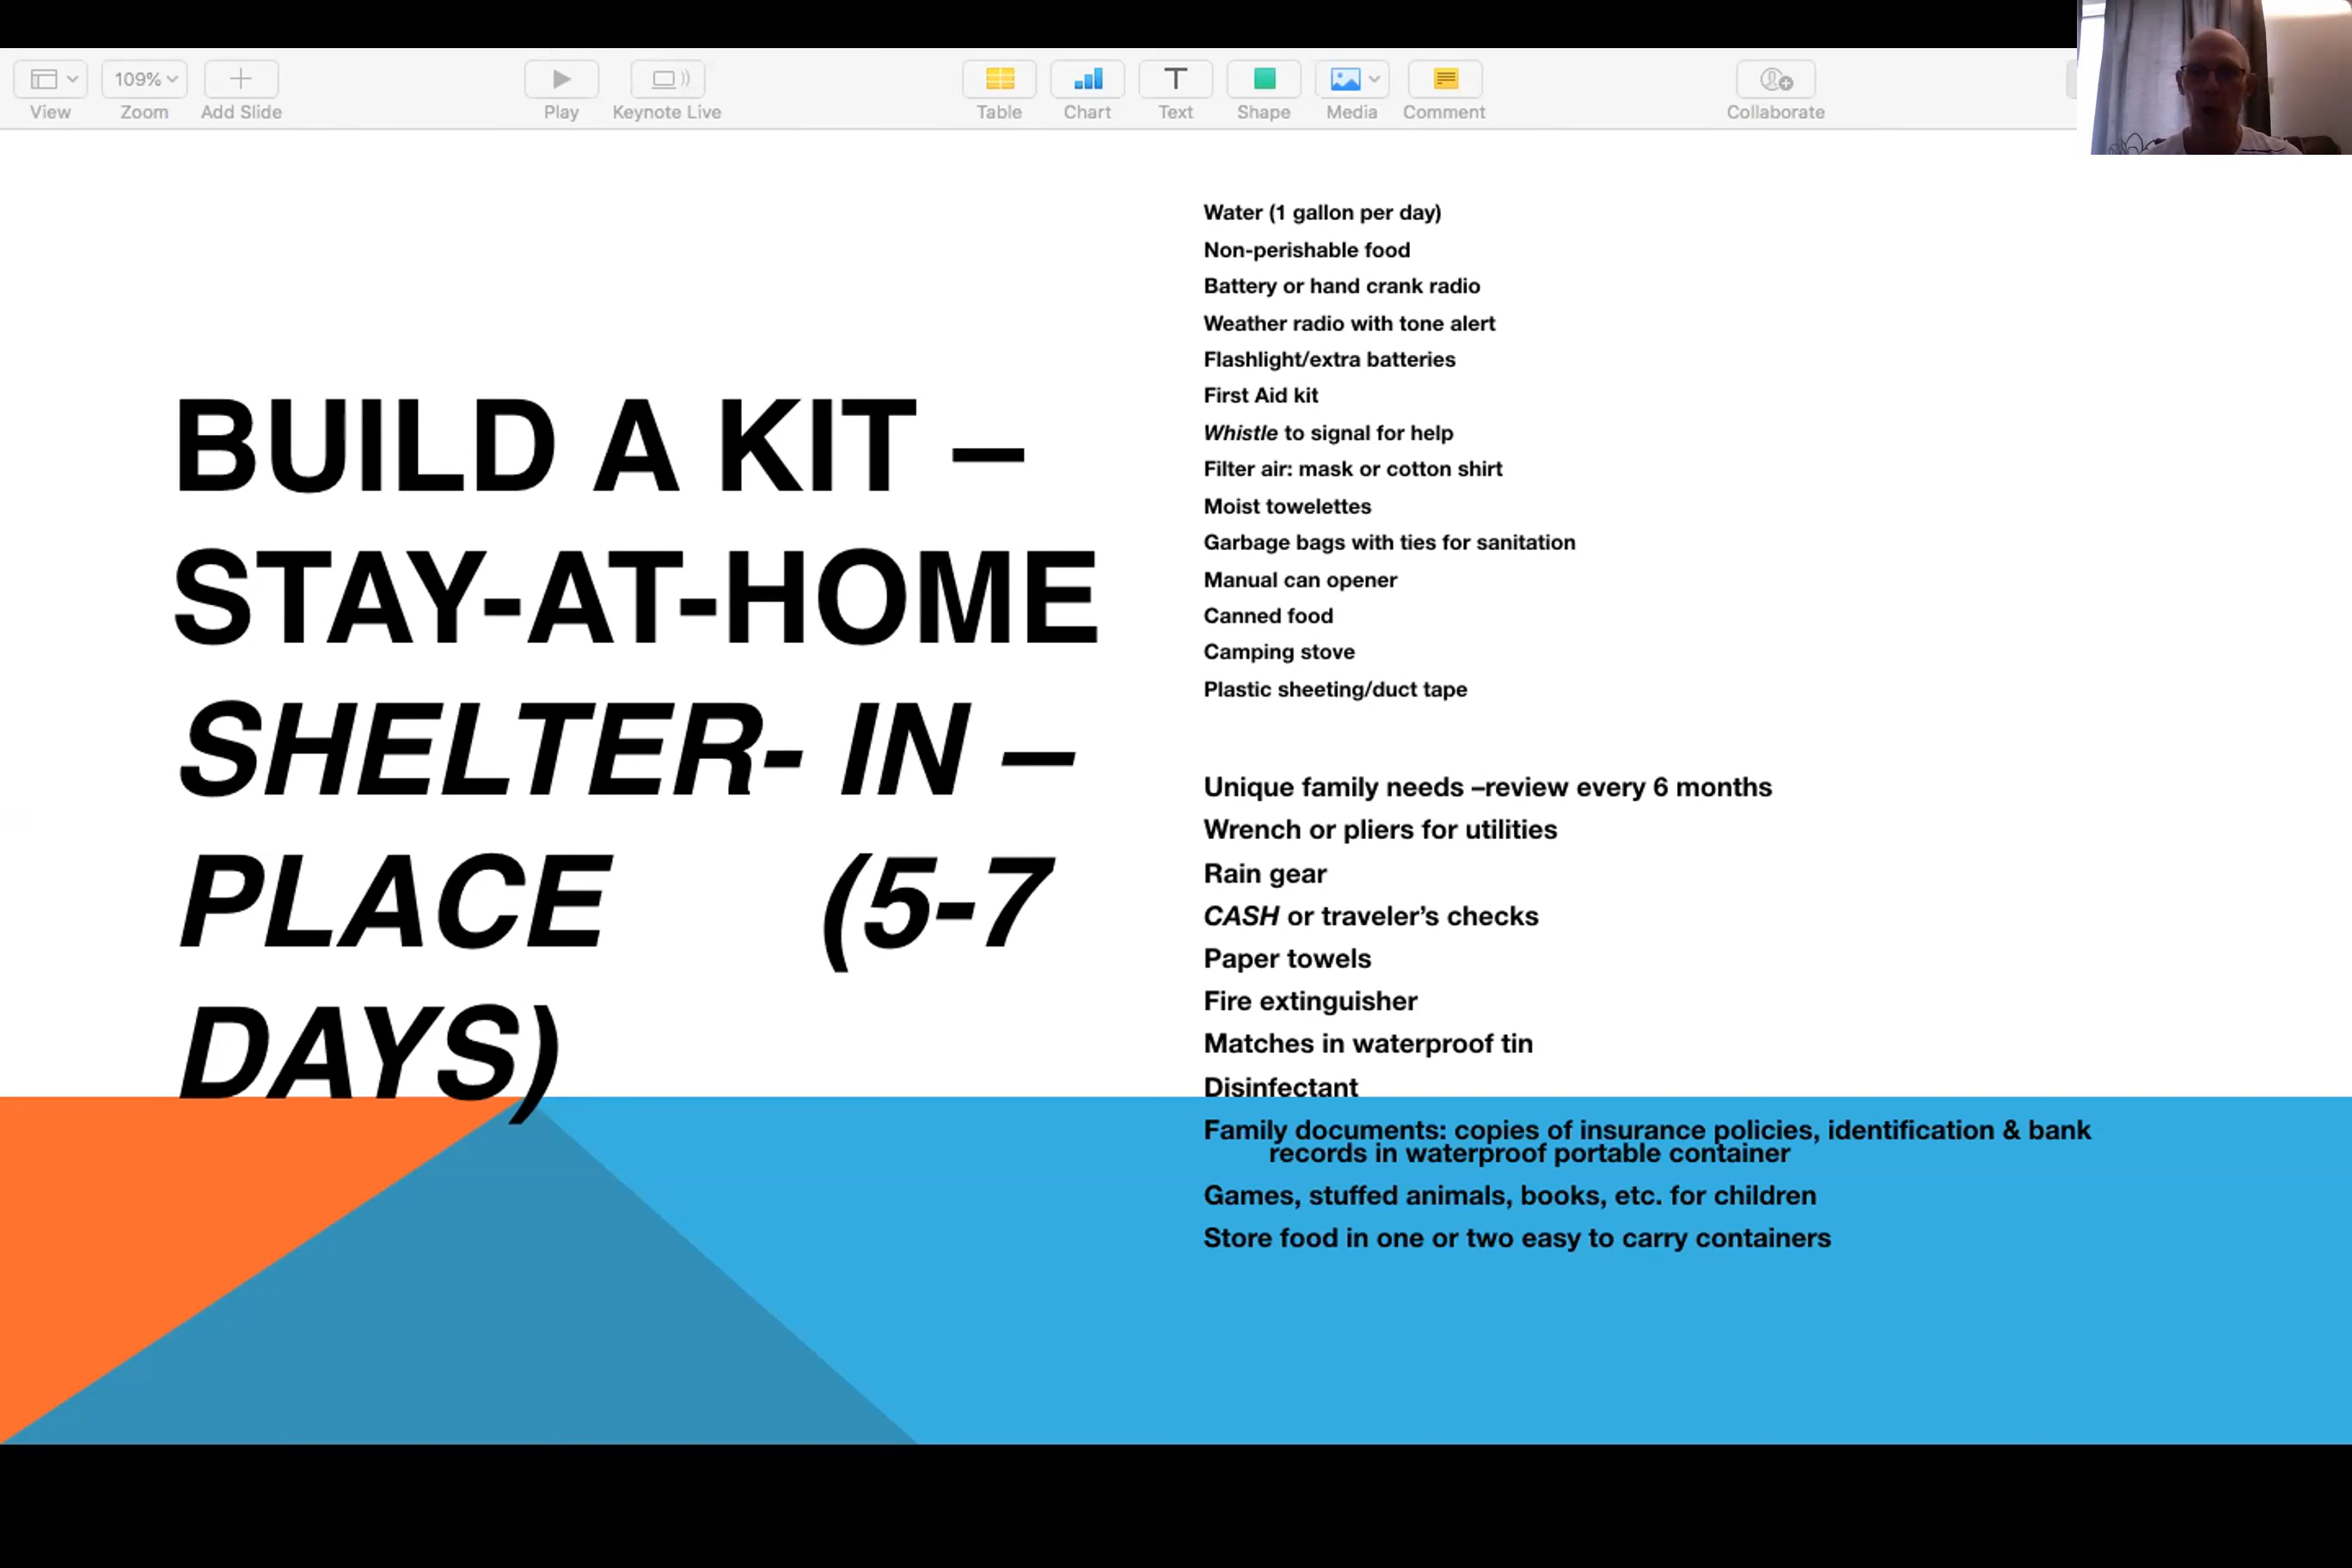 109%
View
Zoom
Add Slide
Play
Keynote Live
Table
Chart
Text
Shape
Media
Comment
Collaborate
BUILD A KIT –
STAY-AT-HOME
SHELTER- IN –
PLACE (5-7
DAYS)
Water (1 gallon per day)
Non-perishable food
Battery or hand crank radio
Weather radio with tone alert
Flashlight/extra batteries
First Aid kit
Whistle to signal for help
Filter air: mask or cotton shirt
Moist towelettes
Garbage bags with ties for sanitation
Manual can opener
Canned food
Camping stove
Plastic sheeting/duct tape
Unique family needs –review every 6 months
Wrench or pliers for utilities
Rain gear
CASH or traveler’s checks
Paper towels
Fire extinguisher
Matches in waterproof tin
Disinfectant
Family documents: copies of insurance policies, identification & bank
records in waterproof portable container
Games, stuffed animals, books, etc. for children
Store food in one or two easy to carry containers